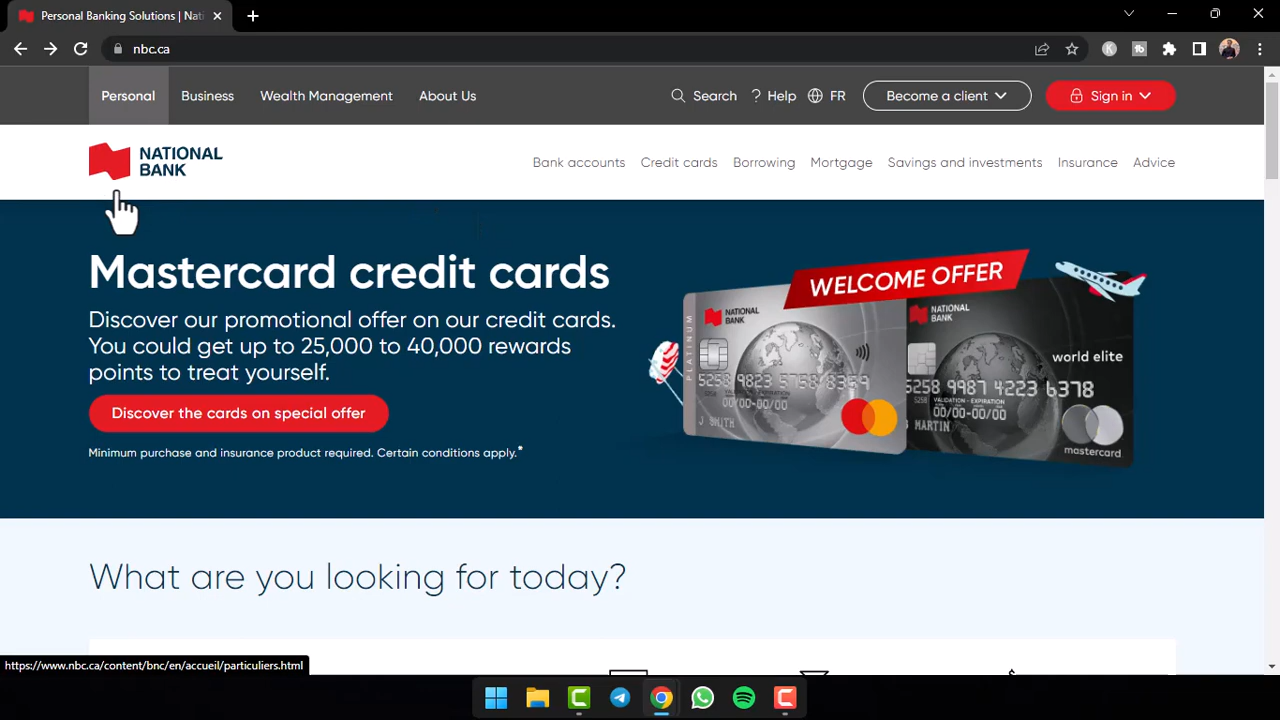 Personal Banking Solutions | Nati
nbc.ca
Personal Business Wealth Management About Us Search ? Help FR Become a client Sign in
NATIONAL
BANK
Bank accounts Credit cards Borrowing Mortgage Savings and investments Insurance Advice
Mastercard credit cards
Discover our promotional offer on our credit cards.
You could get up to 25,000 to 40,000 rewards
points to treat yourself.
Discover the cards on special offer
Minimum purchase and insurance product required. Certain conditions apply.*
WELCOME OFFER
NATIONAL
BANK
PLATINUM
5258 9823 5758 8359
5258
VALIDATION - EXPIRATION
00/00-00/00
J SMITH
NATIONAL
BANK
world elite
5258 9987 4223 6378
5258
VALIDATION - EXPIRATION
00/00-00/00
MARTIN
mastercard
What are you looking for today?
https://www.nbc.ca/content/bnc/en/accueil/particuliers.html